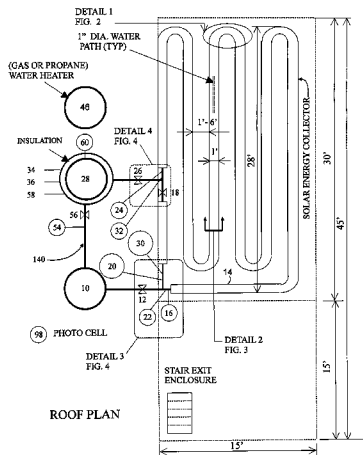 DETAIL 1
FIG. 2
1" DIA. WATER
PATH (TYP)
(GAS OR PROPANE)
WATER HEATER
46
INSULATION
60
DETAIL 4
FIG. 4
34
36
58
28
26
18
24
32
56
54
140
30
20
10
12
22
16
14
1'-6'
1'
28'
SOLAR ENERGY COLLECTOR
30'
45'
15'
98
PHOTO CELL
DETAIL 3
FIG. 4
DETAIL 2
FIG. 3
STAIR EXIT
ENCLOSURE
ROOF PLAN
15'